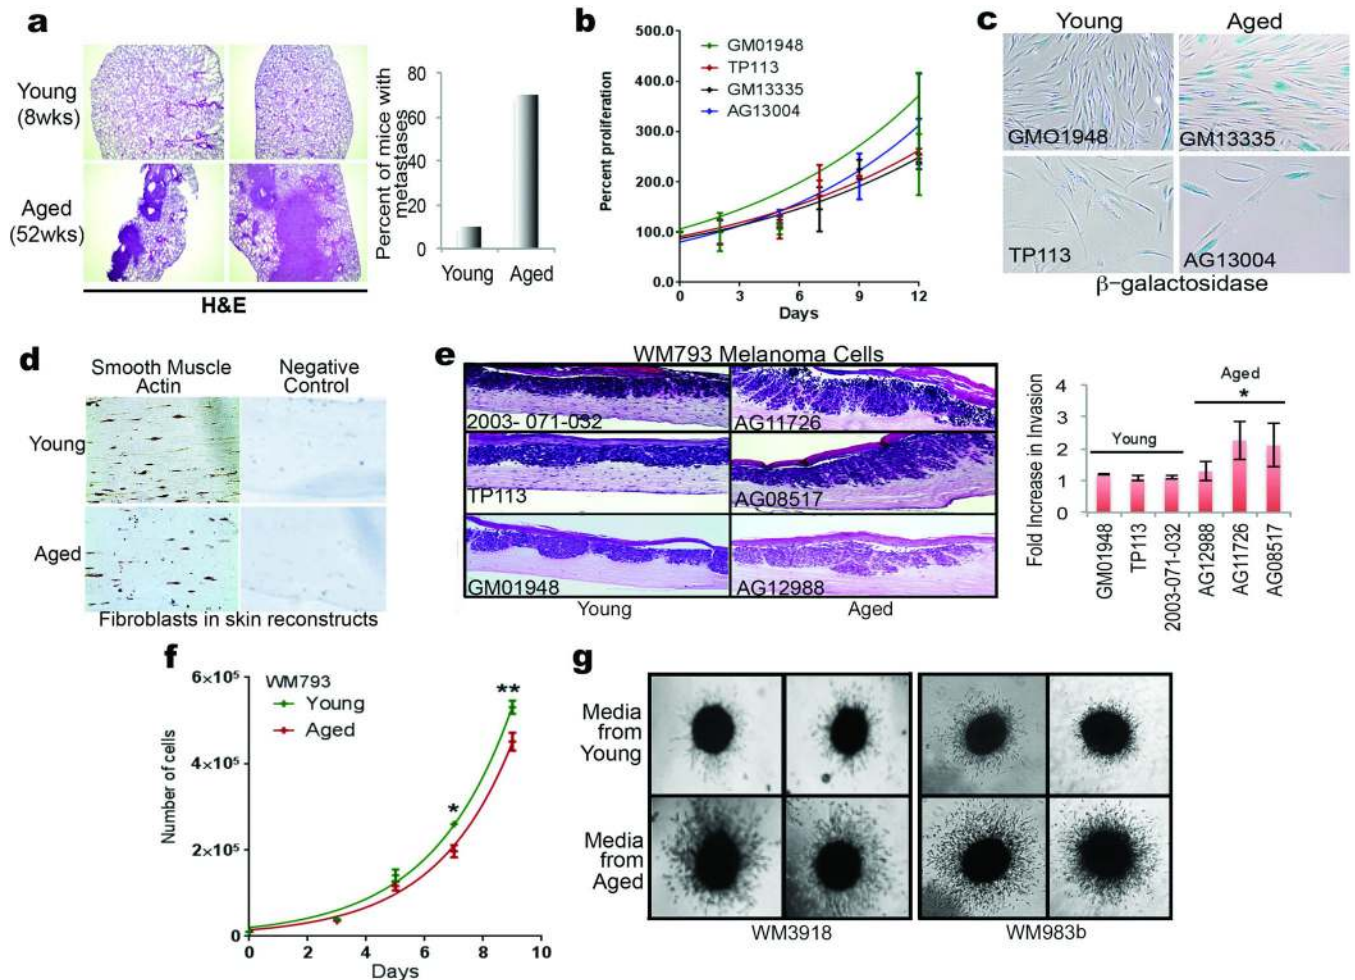 a
Young
(8wks)
Aged
(52wks)
H&E
Percent of mice with
metastases
80
60
40
20
0
Young
Aged
b
Percent proliferation
500.0
400.0
300.0
200.0
100.0
0.0
GM01948
TP113
GM13335
AG13004
0
3
6
9
12
Days
c
Young
Aged
GMO1948
GM13335
TP113
AG13004
β-galactosidase
d
Smooth Muscle
Actin
Negative
Control
Young
Aged
Fibroblasts in skin reconstructs
e
WM793 Melanoma Cells
2003- 071-032
AG11726
TP113
AG08517
GM01948
AG12988
Young
Aged
Fold Increase in Invasion
4
3
2
1
0
Young
Aged
*
GM01948
TP113
2003-071-032
AG12988
AG11726
AG08517
f
Number of cells
6×10⁵
4×10⁵
2×10⁵
0
WM793
Young
Aged
*
**
0
2
4
6
8
10
Days
g
Media
from
Young
Media
from
Aged
WM3918
WM983b